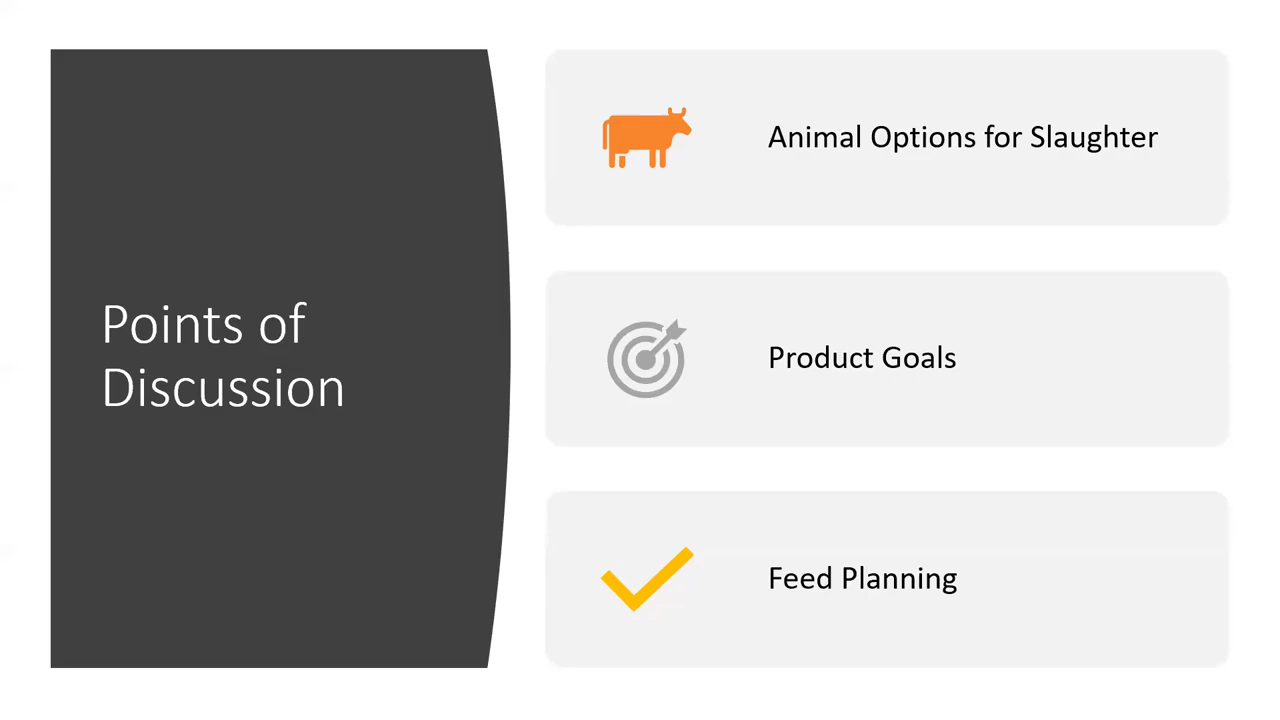 Points of
Discussion
Animal Options for Slaughter
Product Goals
Feed Planning